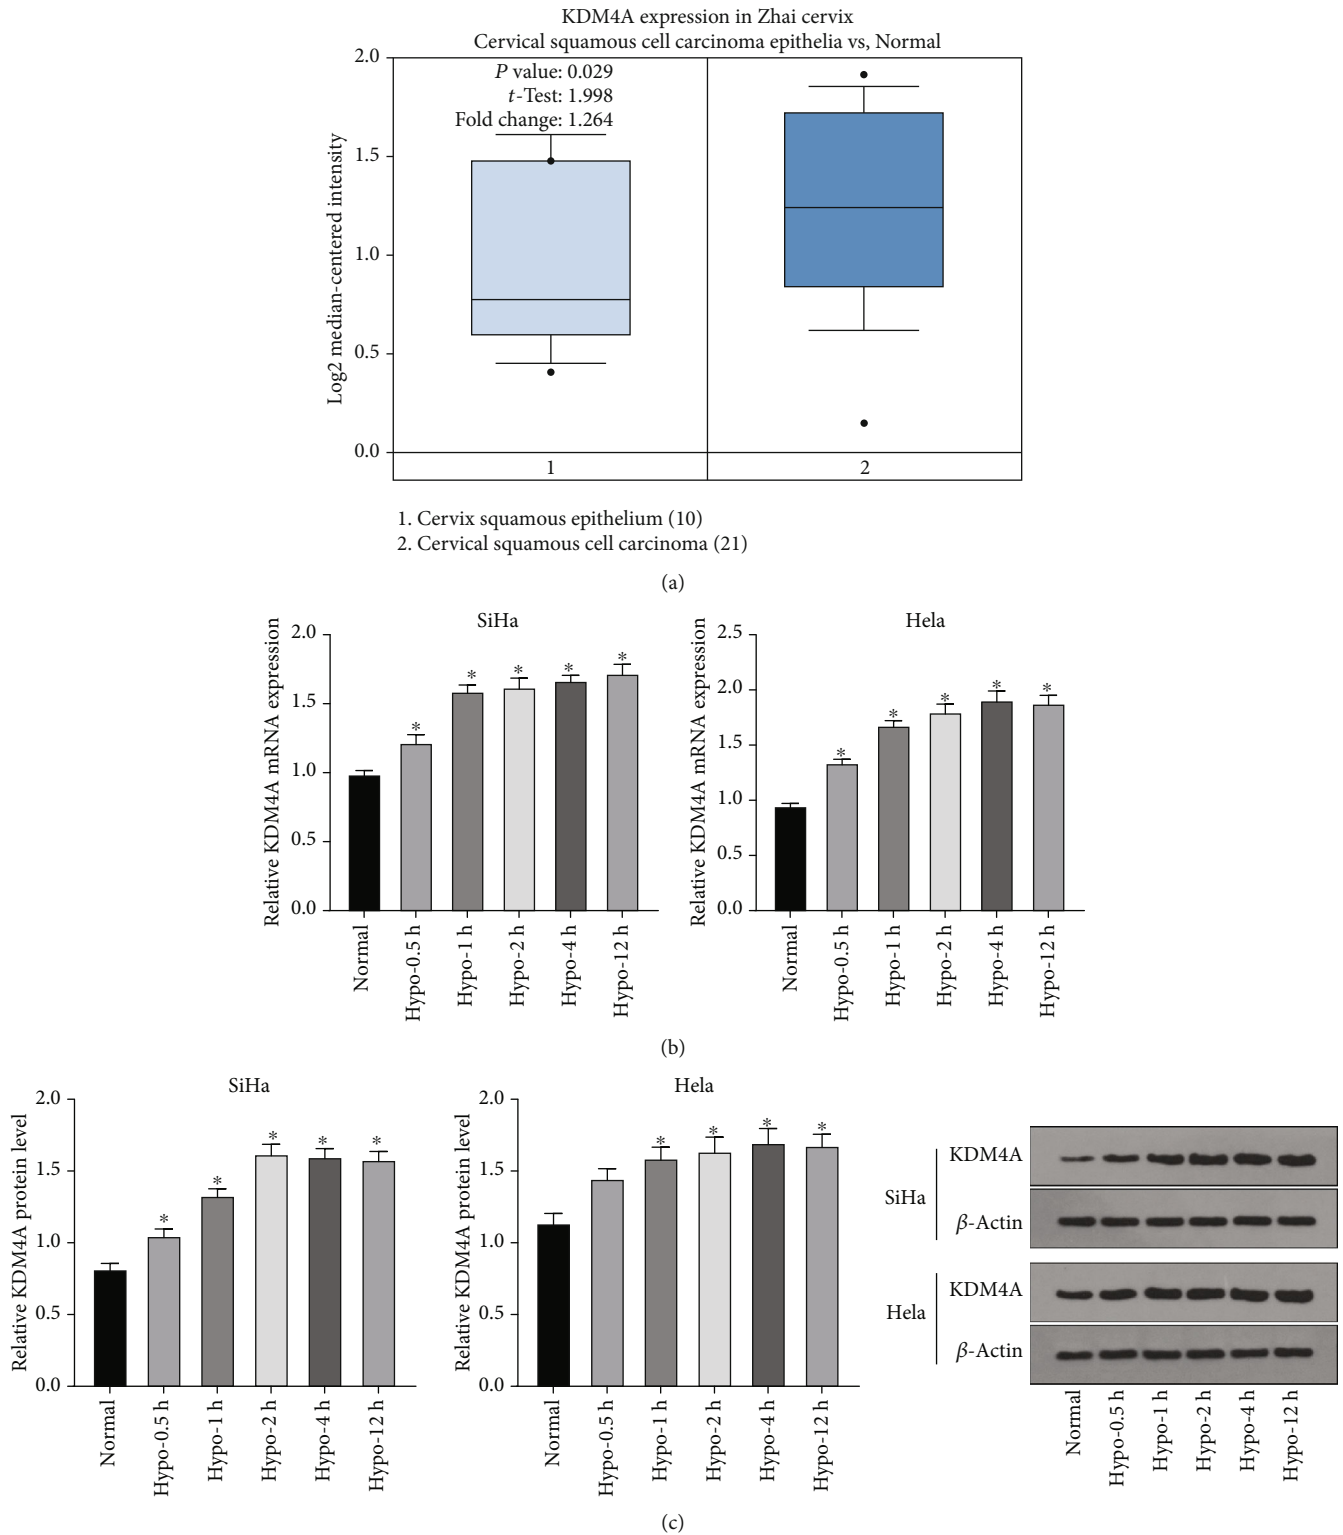 KDM4A expression in Zhai cervix
Cervical squamous cell carcinoma epithelia vs, Normal
P value: 0.029
t-Test: 1.998
Fold change: 1.264
Log2 median-centered intensity
2.0
1.5
1.0
0.5
0.0
1
2
1. Cervix squamous epithelium (10)
2. Cervical squamous cell carcinoma (21)
(a)
SiHa
Relative KDM4A mRNA expression
2.0
1.5
1.0
0.5
0.0
*
*
*
*
*
Normal
Hypo-0.5 h
Hypo-1 h
Hypo-2 h
Hypo-4 h
Hypo-12 h
Hela
Relative KDM4A mRNA expression
2.5
2.0
1.5
1.0
0.5
0.0
*
*
*
*
*
Normal
Hypo-0.5 h
Hypo-1 h
Hypo-2 h
Hypo-4 h
Hypo-12 h
(b)
SiHa
Relative KDM4A protein level
2.0
1.5
1.0
0.5
0.0
*
*
*
*
*
Normal
Hypo-0.5 h
Hypo-1 h
Hypo-2 h
Hypo-4 h
Hypo-12 h
Hela
Relative KDM4A protein level
2.0
1.5
1.0
0.5
0.0
*
*
*
*
Normal
Hypo-0.5 h
Hypo-1 h
Hypo-2 h
Hypo-4 h
Hypo-12 h
SiHa
KDM4A
β-Actin
Hela
KDM4A
β-Actin
Normal
Hypo-0.5 h
Hypo-1 h
Hypo-2 h
Hypo-4 h
Hypo-12 h
(c)